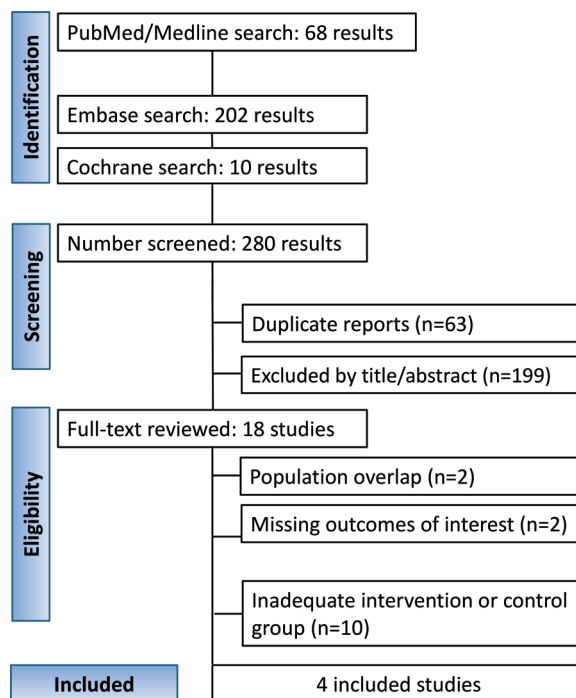 Identification
PubMed/Medline search: 68 results
Embase search: 202 results
Cochrane search: 10 results
Screening
Number screened: 280 results
Duplicate reports (n=63)
Excluded by title/abstract (n=199)
Eligibility
Full-text reviewed: 18 studies
Population overlap (n=2)
Missing outcomes of interest (n=2)
Inadequate intervention or control
group (n=10)
Included
4 included studies